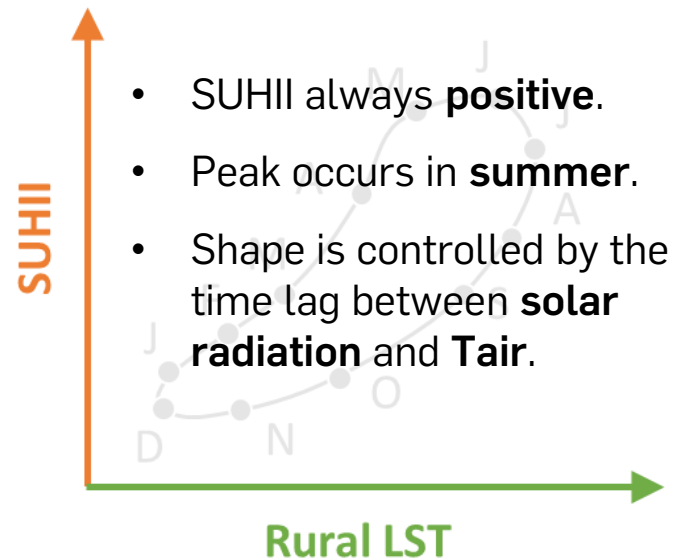 SUHII
• SUHII always positive.
• Peak occurs in summer.
• Shape is controlled by the
time lag between solar
radiation and Tair.
J
F
M
A
M
J
J
A
S
O
N
D
Rural LST